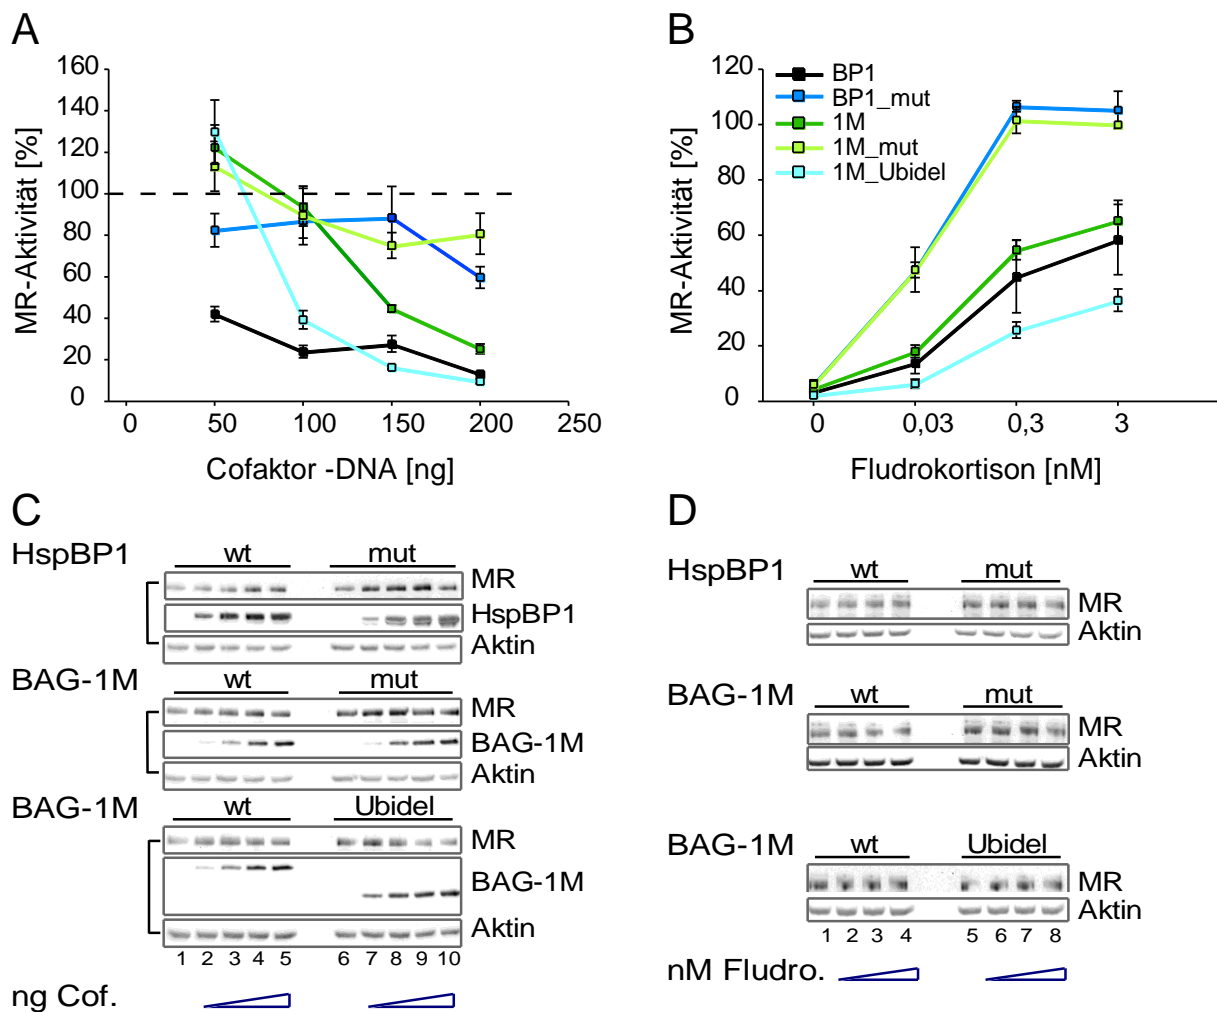 A
160
140
120
100
80
60
40
20
0
MR-Aktivität [%]
0 50 100 150 200 250
Cofaktor -DNA [ng]
B
120
100
80
60
40
20
0
MR-Aktivität [%]
BP1
BP1_mut
1M
1M_mut
1M_Ubidel
0 0,03 0,3 3
Fludrokortison [nM]
C
HspBP1
wt mut
MR
HspBP1
Aktin
BAG-1M
wt mut
MR
BAG-1M
Aktin
BAG-1M
wt Ubidel
MR
BAG-1M
Aktin
1 2 3 4 5 6 7 8 9 10
ng Cof.
D
HspBP1
wt mut
MR
Aktin
BAG-1M
wt mut
MR
Aktin
BAG-1M
wt Ubidel
MR
Aktin
1 2 3 4 5 6 7 8
nM Fludro.